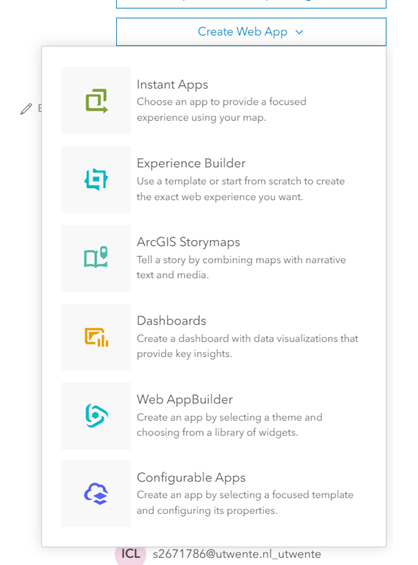 Create Web App
Instant Apps
Choose an app to provide a focused
experience using your map.
Experience Builder
Use a template or start from scratch to create
the exact web experience you want.
ArcGIS Storymaps
Tell a story by combining maps with narrative
text and media.
Dashboards
Create a dashboard with data visualizations that
provide key insights.
Web AppBuilder
Create an app by selecting a theme and
choosing from a library of widgets.
Configurable Apps
Create an app by selecting a focused template
and configuring its properties.
ICL s2671786@utwente.nl_utwente